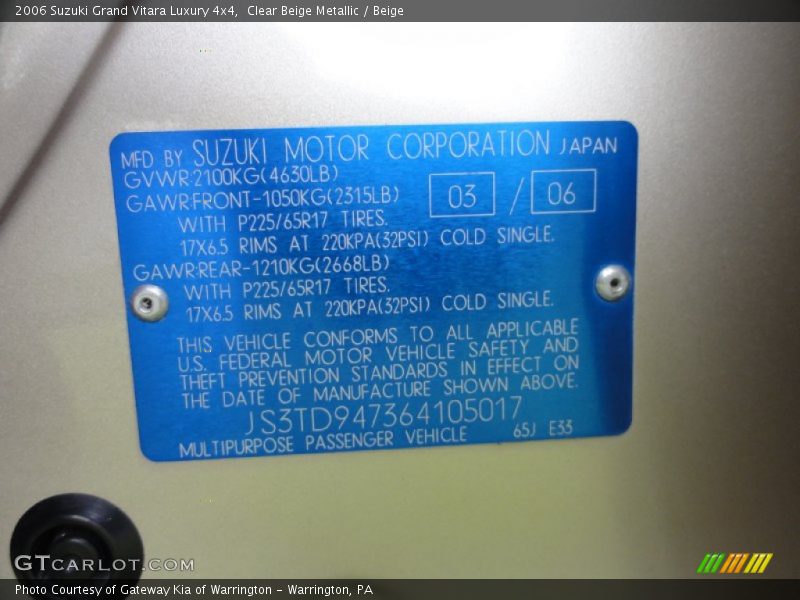 2006 Suzuki Grand Vitara Luxury 4x4,  Clear Beige Metallic / Beige
MFD BY SUZUKI MOTOR CORPORATION JAPAN
GVWR-2100KG(4630LB)
GAWR:FRONT-1050KG(2315LB) 03 / 06
WITH P225/65R17 TIRES.
17X6.5 RIMS AT 220KPA(32PSI) COLD SINGLE.
GAWR:REAR-1210KG(2668LB)
WITH P225/65R17 TIRES.
17X6.5 RIMS AT 220KPA(32PSI) COLD SINGLE.
THIS VEHICLE CONFORMS TO ALL APPLICABLE
U.S. FEDERAL MOTOR VEHICLE SAFETY AND
THEFT PREVENTION STANDARDS IN EFFECT ON
THE DATE OF MANUFACTURE SHOWN ABOVE.
JS3TD947364105017
MULTIPURPOSE PASSENGER VEHICLE 65J E33
GTCARLOT.COM
Photo Courtesy of Gateway Kia of Warrington - Warrington, PA